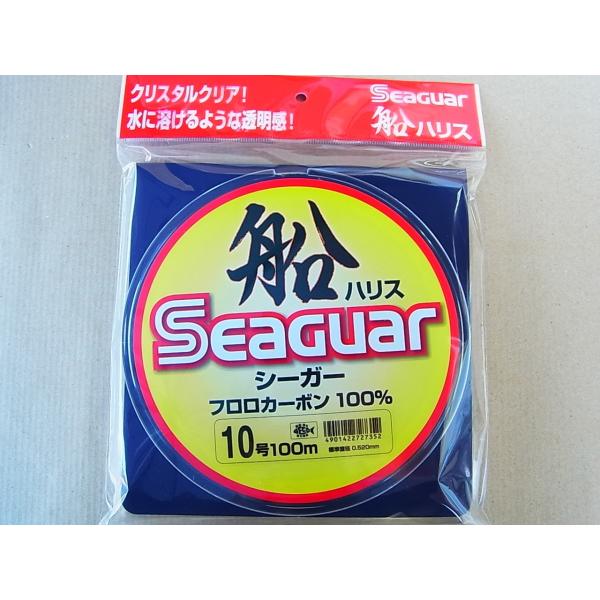 クリスタルクリア!
水に溶けるような透明感!
Seaguar
船ハリス
船
ハリス
Seaguar
シーガー
フロロカーボン 100%
10号100m
4901422727352
標準直径 0.520mm